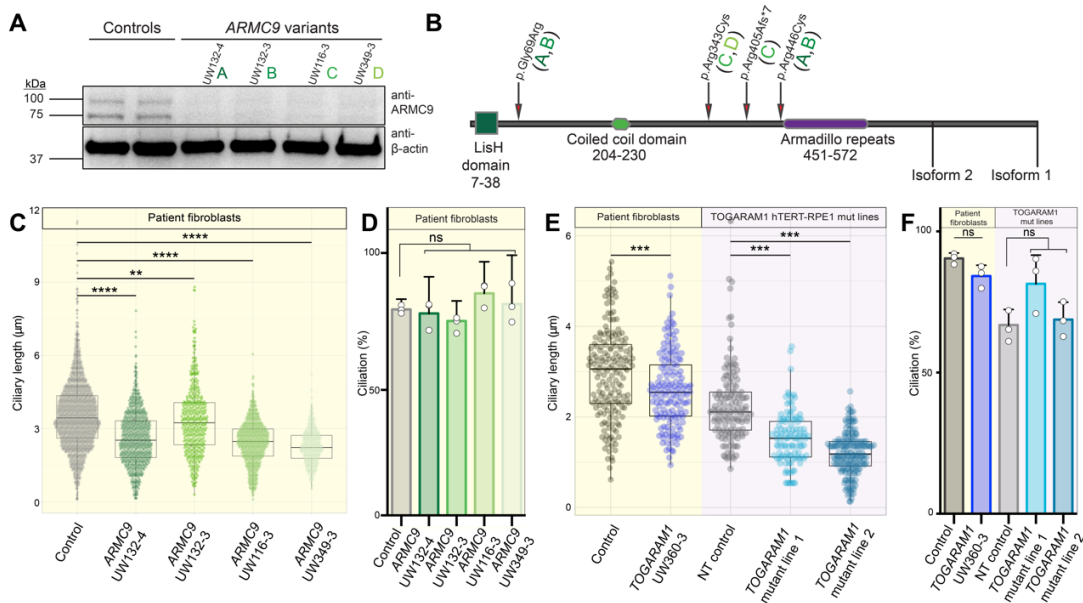 A
Controls
ARMC9 variants
UW132-4
UW132-3
UW116-3
UW349-3
A
B
C
D
kDa
100
75
37
anti-
ARMC9
anti-
β-actin
B
p.Gly69Arg
(A,B)
p.Arg343Cys
(C,D)
p.Arg405Afs*7
(C)
p.Arg446Cys
(A,B)
LisH
domain
7-38
Coiled coil domain
204-230
Armadillo repeats
451-572
Isoform 2
Isoform 1
C
Patient fibroblasts
Ciliary length (µm)
12
9
6
3
0
****
****
**
****
Control
ARMC9
UW132-4
ARMC9
UW132-3
ARMC9
UW116-3
ARMC9
UW349-3
D
Patient fibroblasts
Ciliation (%)
100
50
0
ns
Control
ARMC9
UW132-4
ARMC9
UW132-3
ARMC9
UW116-3
ARMC9
UW349-3
E
Patient fibroblasts
TOGARAM1 hTERT-RPE1 mut lines
Ciliary length (µm)
6
4
2
0
***
***
***
Control
TOGARAM1
UW360-3
NT control
TOGARAM1
mutant line 1
TOGARAM1
mutant line 2
F
Patient fibroblasts
TOGARAM1
mut lines
Ciliation (%)
100
50
0
ns
ns
Control
TOGARAM1
UW360-3
NT control
TOGARAM1
mutant line 1
TOGARAM1
mutant line 2